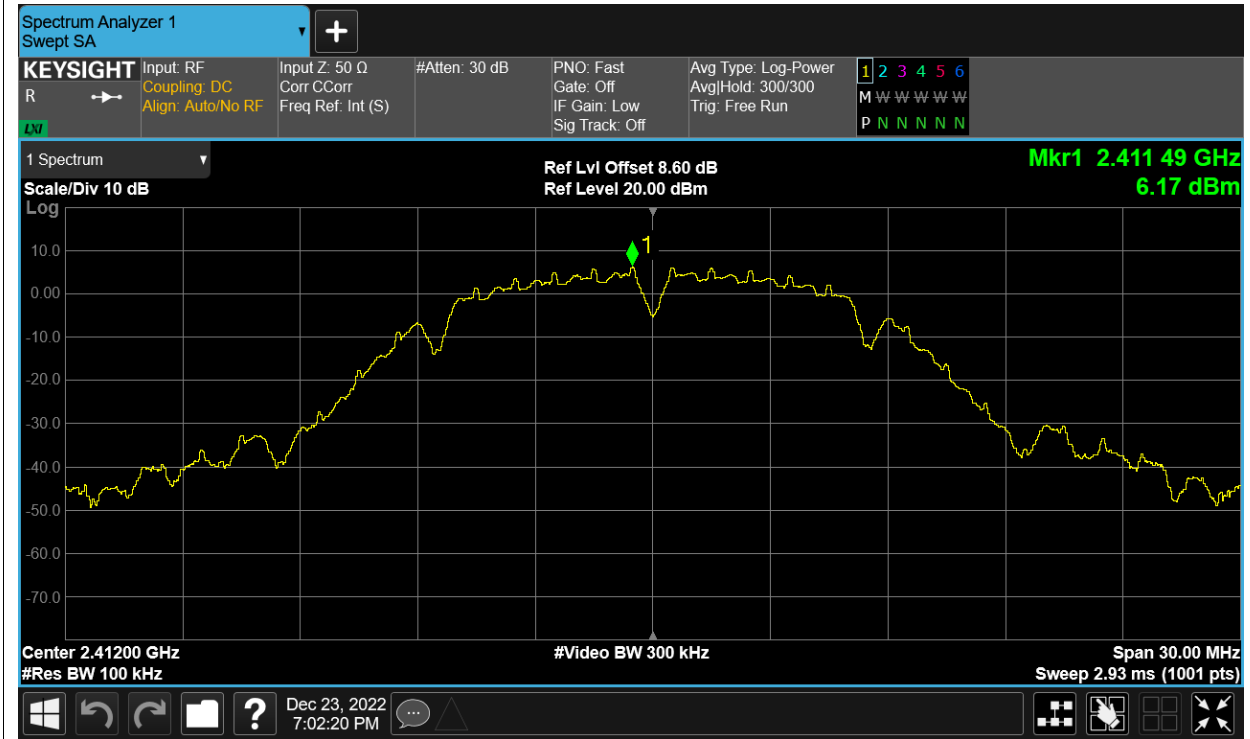 Spectrum Analyzer 1
Swept SA
KEYSIGHT
R
LXI
Input: RF
Coupling: DC
Align: Auto/No RF
Input Z: 50 Ω
Corr CCorr
Freq Ref: Int (S)
#Atten: 30 dB
PNO: Fast
Gate: Off
IF Gain: Low
Sig Track: Off
Avg Type: Log-Power
Avg|Hold: 300/300
Trig: Free Run
1 2 3 4 5 6
M W W W W W
P N N N N N
1 Spectrum
Scale/Div 10 dB
Log
Ref Lvl Offset 8.60 dB
Ref Level 20.00 dBm
Mkr1 2.411 49 GHz
6.17 dBm
1
10.0
0.00
-10.0
-20.0
-30.0
-40.0
-50.0
-60.0
-70.0
Center 2.41200 GHz
#Res BW 100 kHz
#Video BW 300 kHz
Span 30.00 MHz
Sweep 2.93 ms (1001 pts)
?
Dec 23, 2022
7:02:20 PM